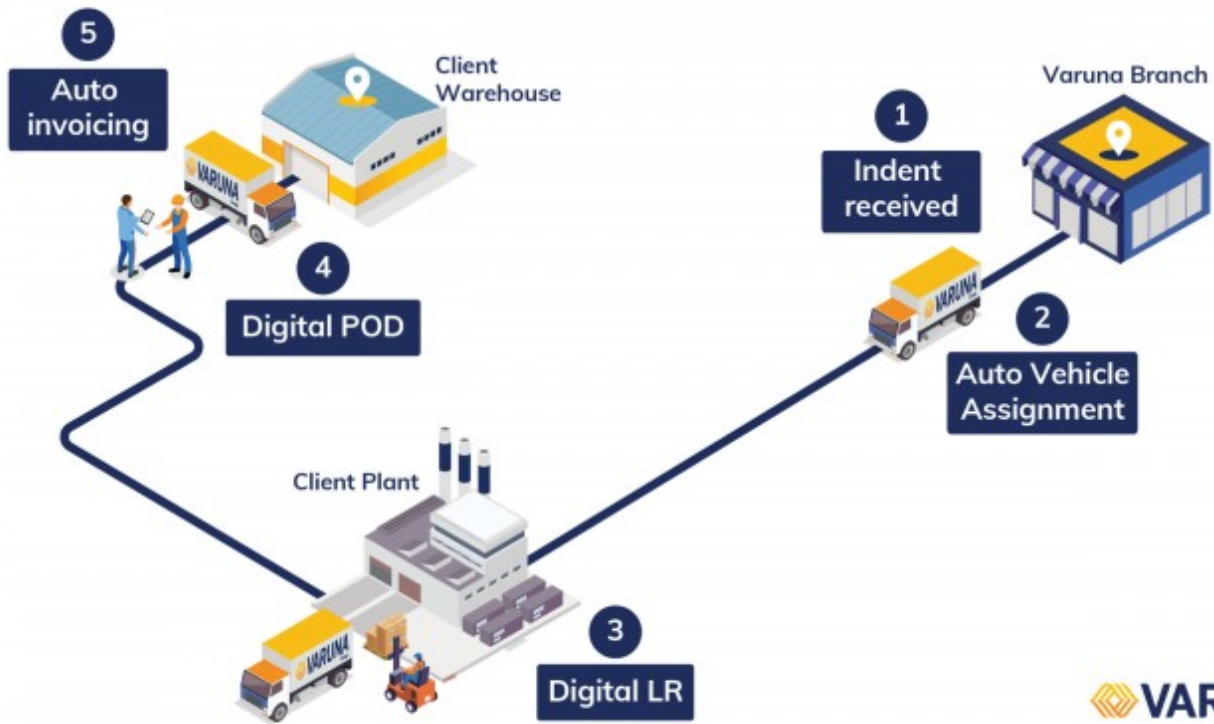 5
Auto
invoicing
Client
Warehouse
Varuna Branch
1
Indent
received
VARUNA
4
Digital POD
VARUNA
2
Auto Vehicle
Assignment
Client Plant
3
Digital LR
VARUNA
VAR